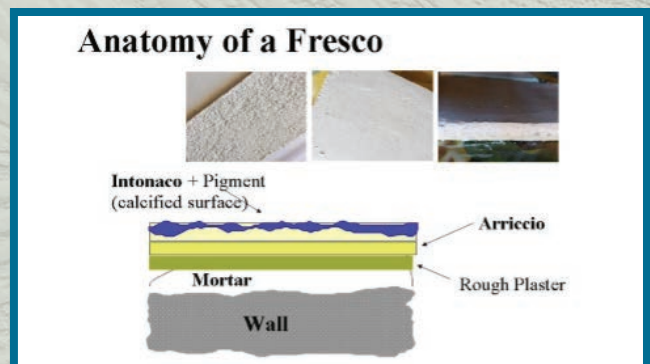 Anatomy of a Fresco
Intonaco + Pigment
(calcified surface)
Arriccio
Mortar
Rough Plaster
Wall